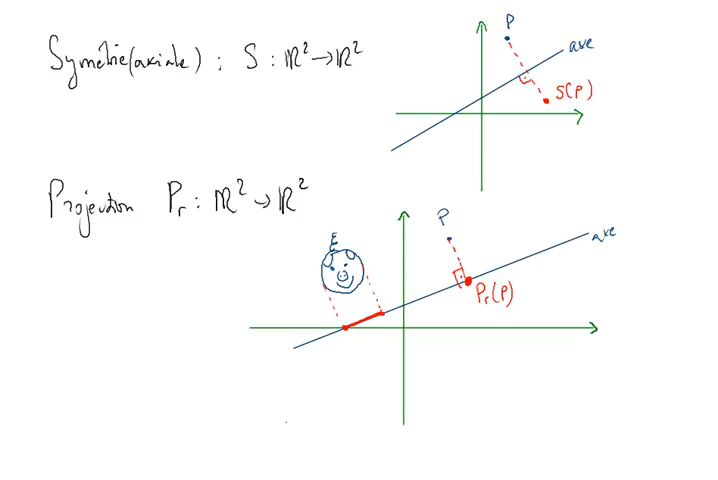 Symétrie (axiale) : S : ℝ² → ℝ²
P
axe
S(P)
Projection Pr : ℝ² → ℝ²
E
P
axe
Pr(P)